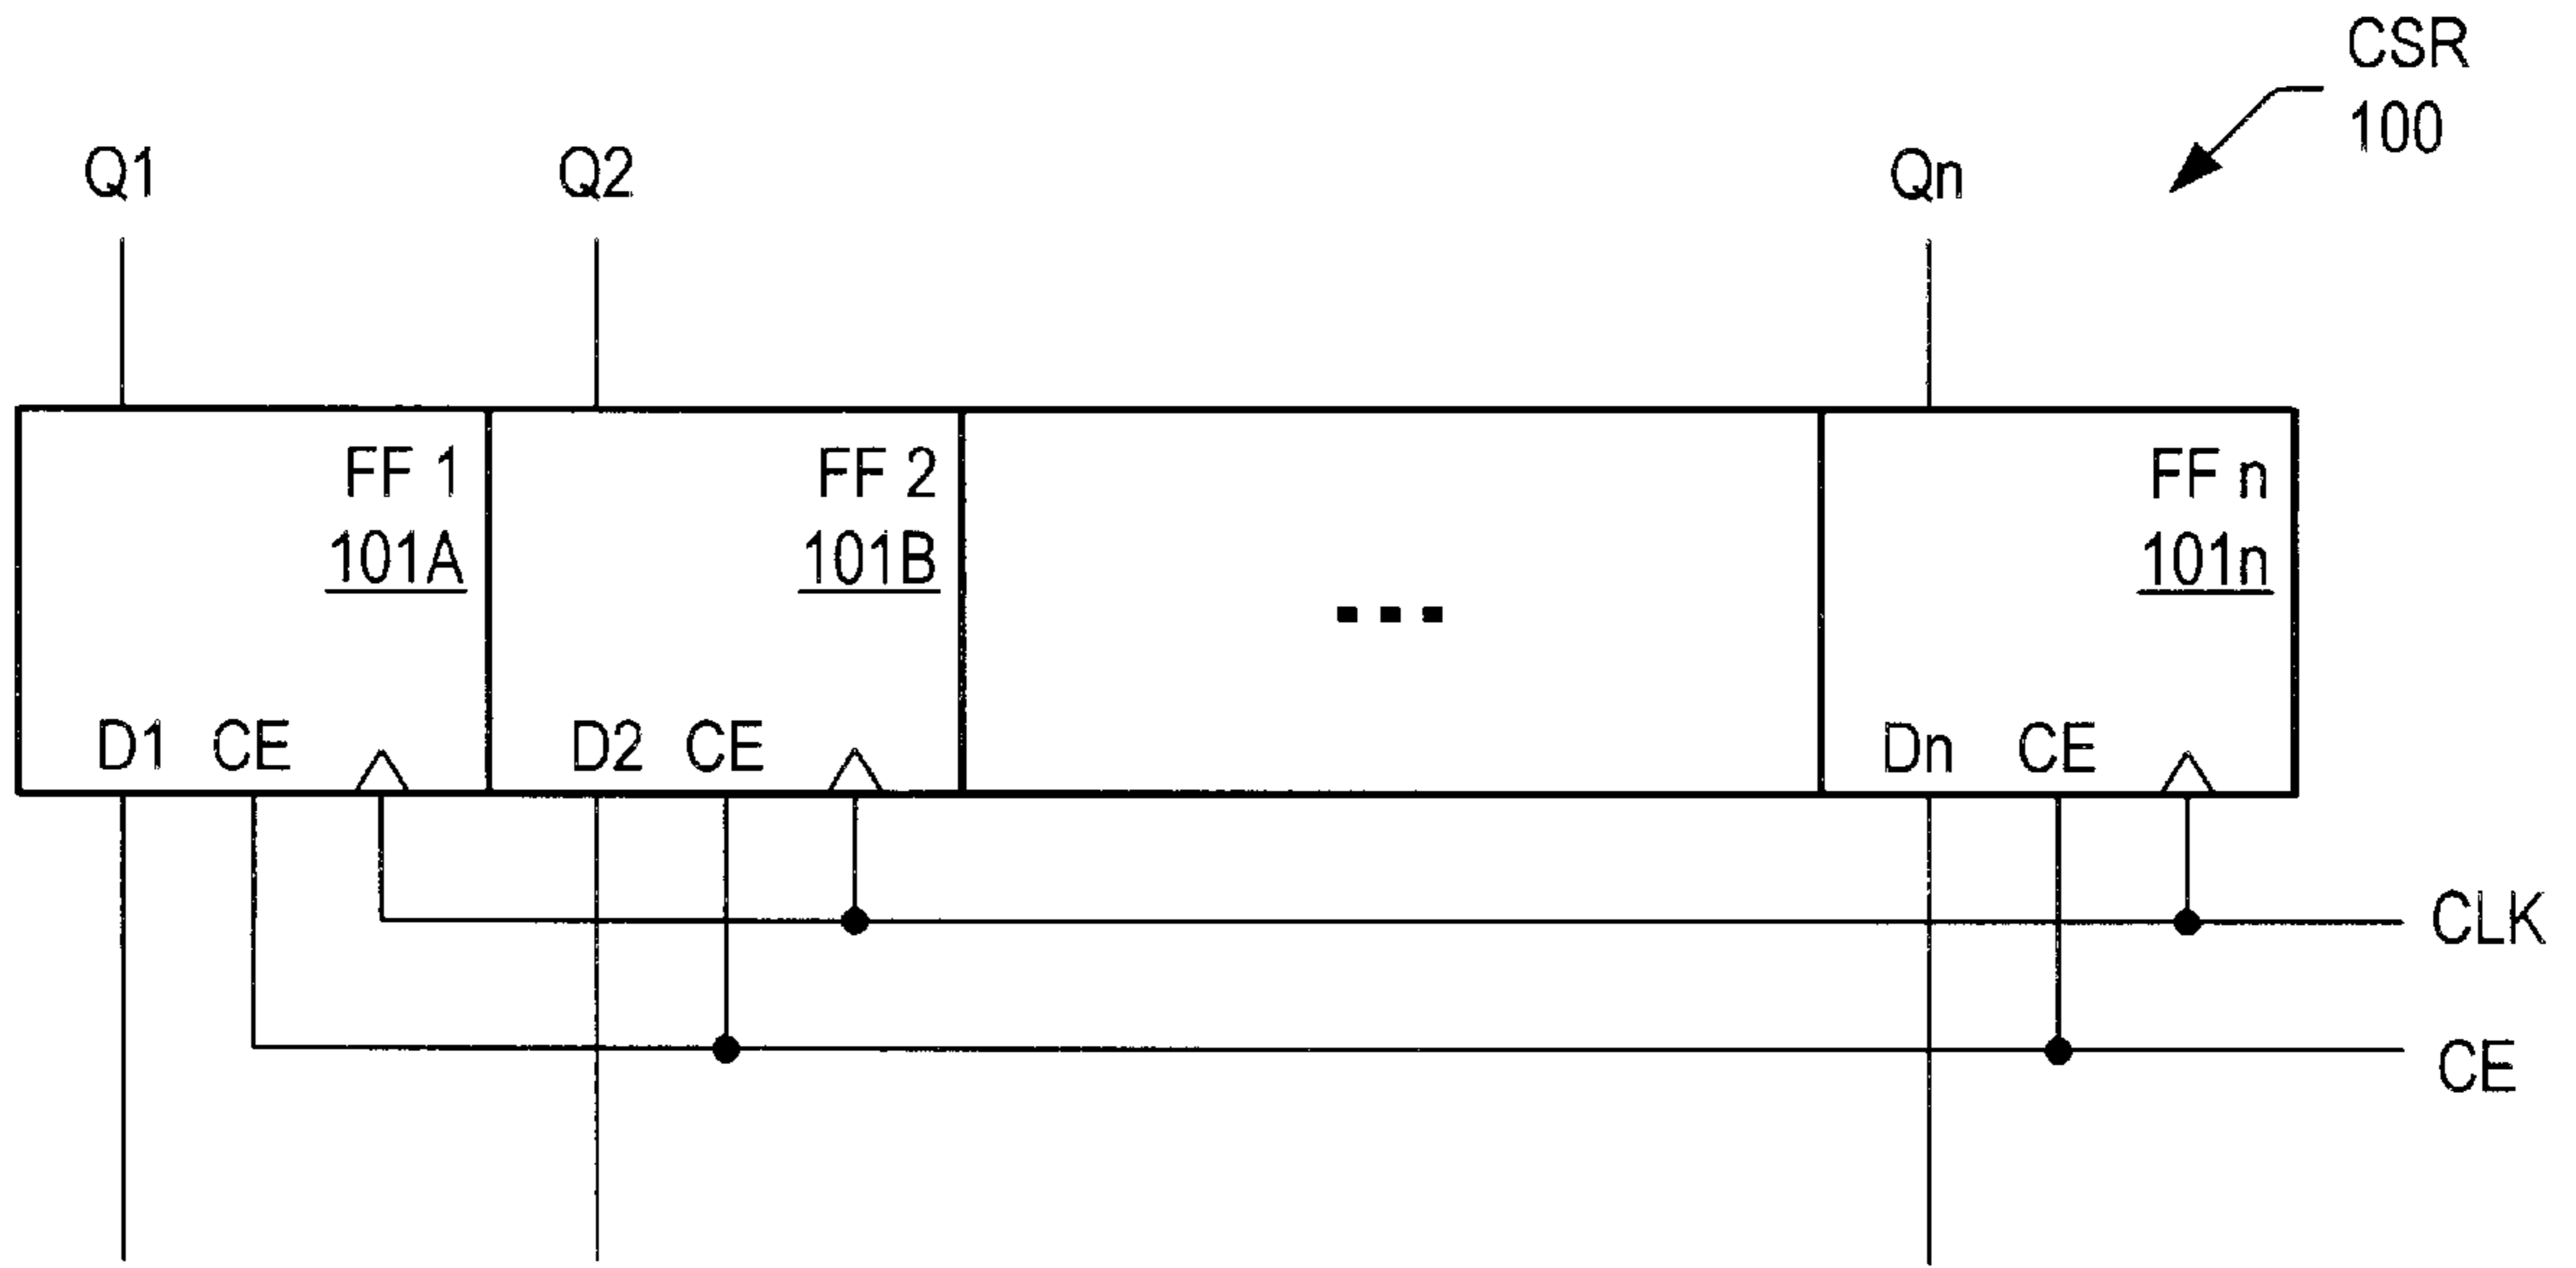 CSR
100
Q1
Q2
Qn
FF 1
101A
FF 2
101B
FF n
101n
D1 CE
D2 CE
Dn CE
CLK
CE